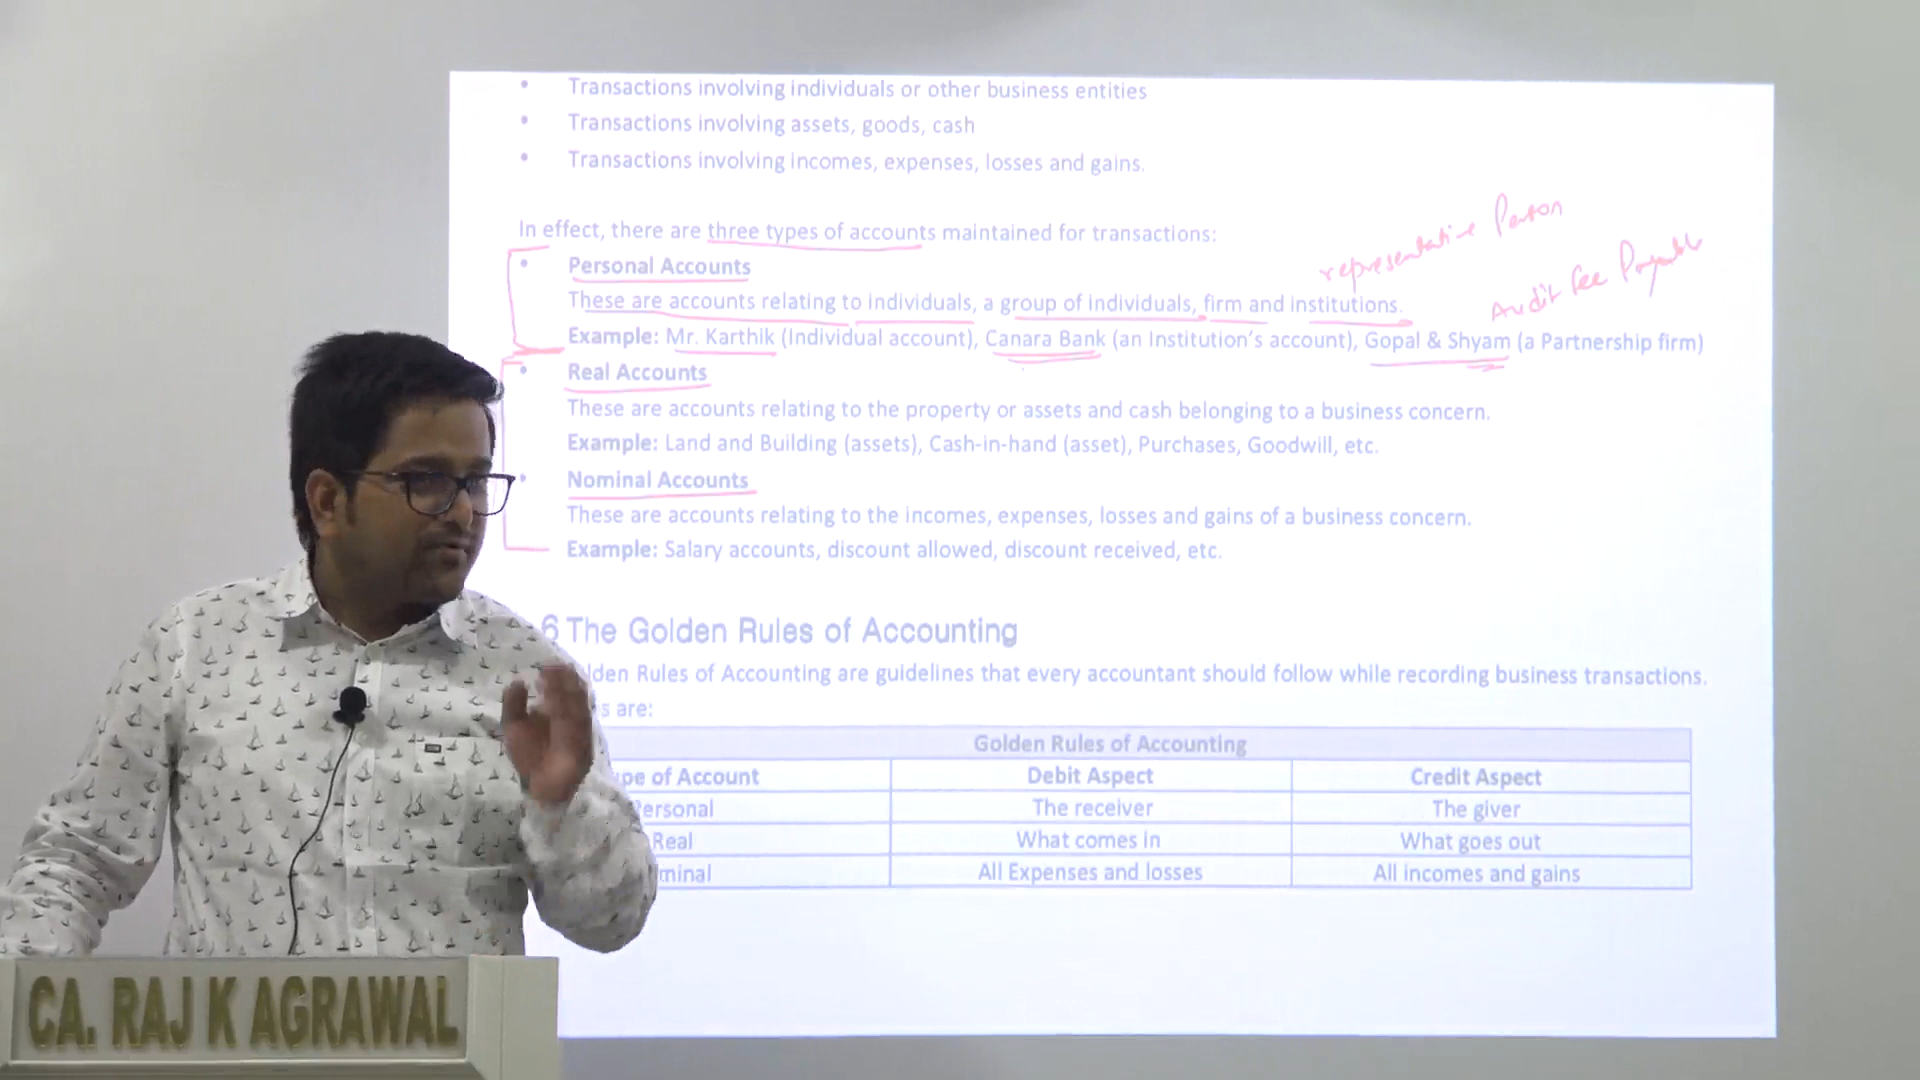 • Transactions involving individuals or other business entities
• Transactions involving assets, goods, cash
• Transactions involving incomes, expenses, losses and gains.
representative Person
In effect, there are three types of accounts maintained for transactions:
Audit fee Payable
• Personal Accounts
These are accounts relating to individuals, a group of individuals, firm and institutions.
Example: Mr. Karthik (Individual account), Canara Bank (an Institution's account), Gopal & Shyam (a Partnership firm)
• Real Accounts
These are accounts relating to the property or assets and cash belonging to a business concern.
Example: Land and Building (assets), Cash-in-hand (asset), Purchases, Goodwill, etc.
• Nominal Accounts
These are accounts relating to the incomes, expenses, losses and gains of a business concern.
Example: Salary accounts, discount allowed, discount received, etc.
6 The Golden Rules of Accounting
lden Rules of Accounting are guidelines that every accountant should follow while recording business transactions.
s are:
Golden Rules of Accounting
pe of Account Debit Aspect Credit Aspect
ersonal The receiver The giver
Real What comes in What goes out
minal All Expenses and losses All incomes and gains
CA. RAJ K AGRAWAL